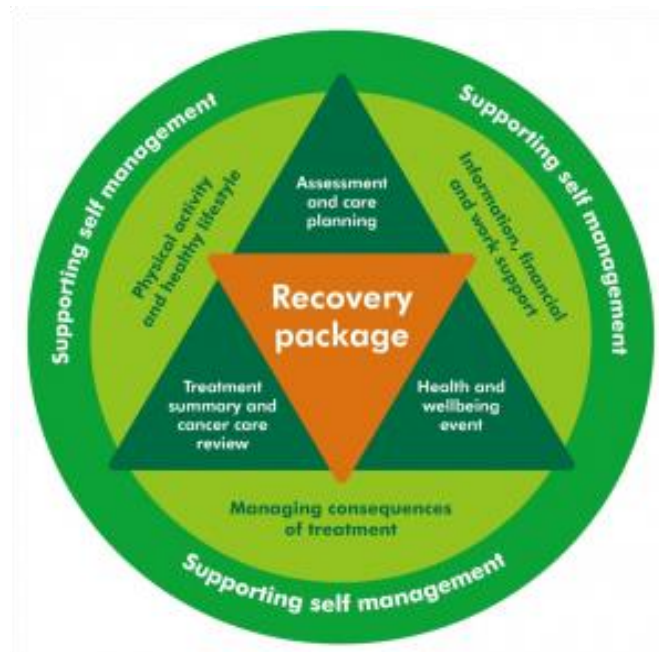 Supporting self management
Supporting self management
Physical activity
and healthy lifestyle
Information, financial
and work support
Assessment
and care
planning
Recovery
package
Treatment
summary and
cancer care
review
Health and
wellbeing
event
Managing consequences
of treatment
Supporting self management